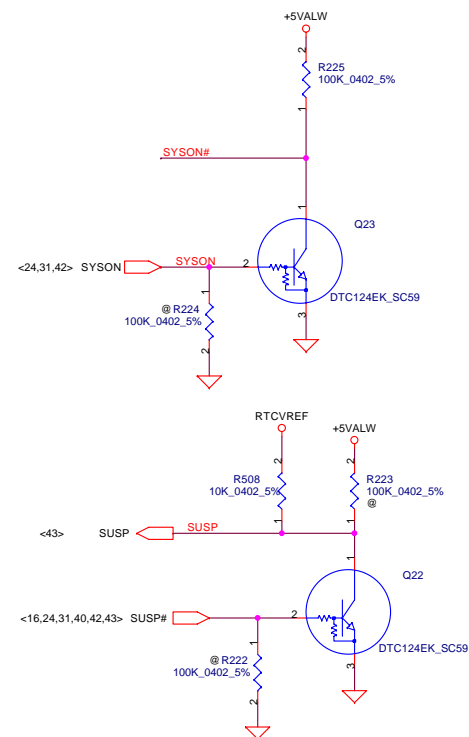 +5VALW
2
R225
100K_0402_5%
1
SYSON#
1
Q23
<24,31,42> SYSON
SYSON
2
DTC124EK_SC59
1
@ R224
100K_0402_5%
3
2
RTCVREF
+5VALW
2
2
R508
10K_0402_5%
R223
100K_0402_5%
@
1
1
<43> SUSP
SUSP
1
Q22
<16,24,31,40,42,43> SUSP#
2
DTC124EK_SC59
1
@ R222
100K_0402_5%
3
2